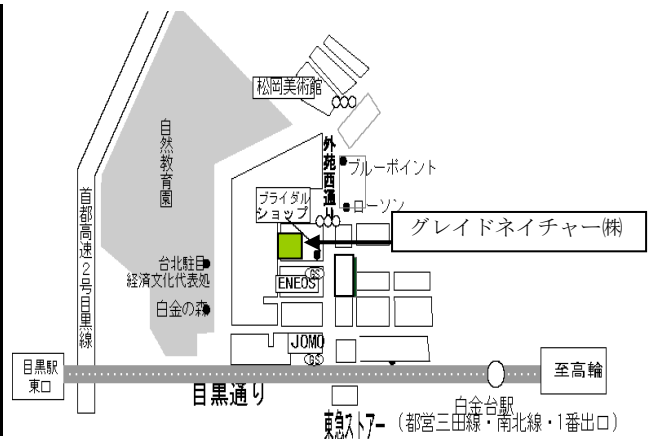 松岡美術館
自然教育園
外苑西通り
ブルーポイント
ローソン
ブライダル
ショップ
グレイドネイチャー㈱
首都高速2号目黒線
台北駐日
経済文化代表処
白金の森
GS
ENEOS
JOMO
GS
目黒駅
東口
至高輪
目黒通り
白金台駅
東急ストアー
(都営三田線・南北線・1番出口)